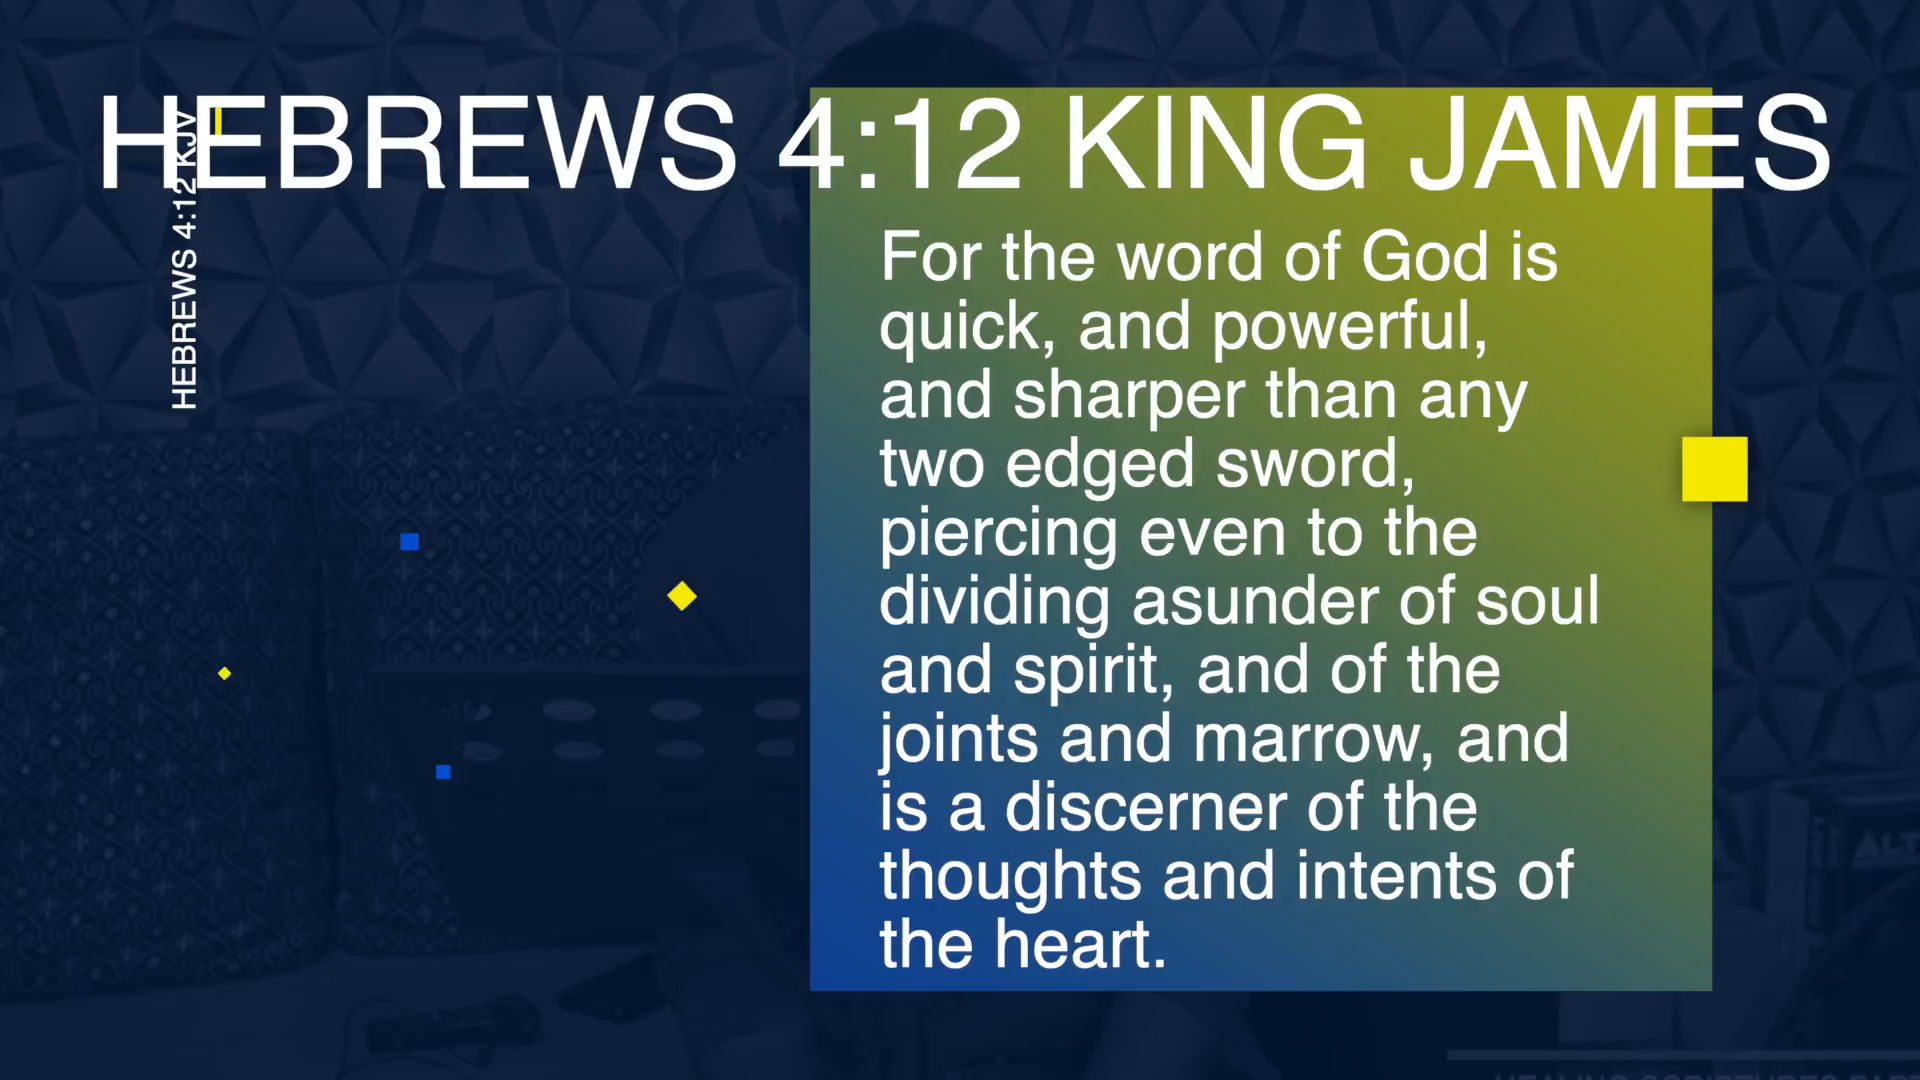 HEBREWS 4:12 KING JAMES
HEBREWS 4:12 KJV
For the word of God is
quick, and powerful,
and sharper than any
two edged sword,
piercing even to the
dividing asunder of soul
and spirit, and of the
joints and marrow, and
is a discerner of the
thoughts and intents of
the heart.